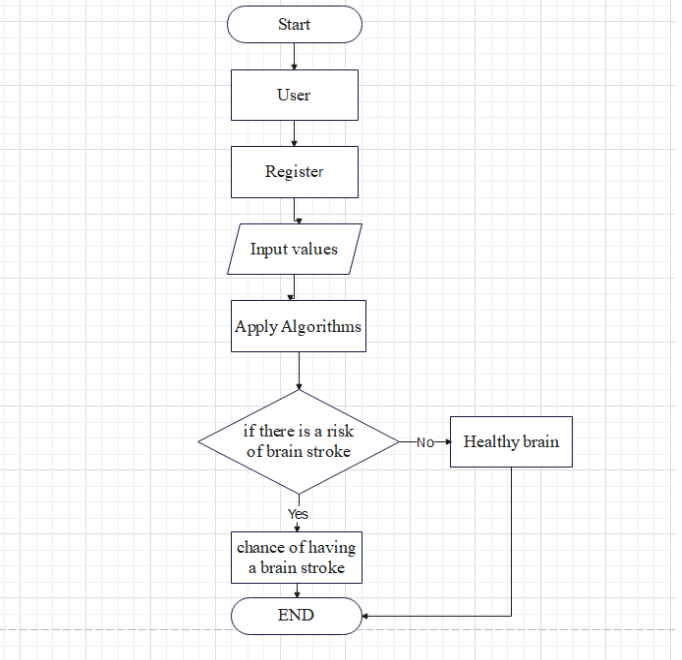 Start
User
Register
Input values
Apply Algorithms
if there is a risk
of brain stroke
No
Healthy brain
Yes
chance of having
a brain stroke
END